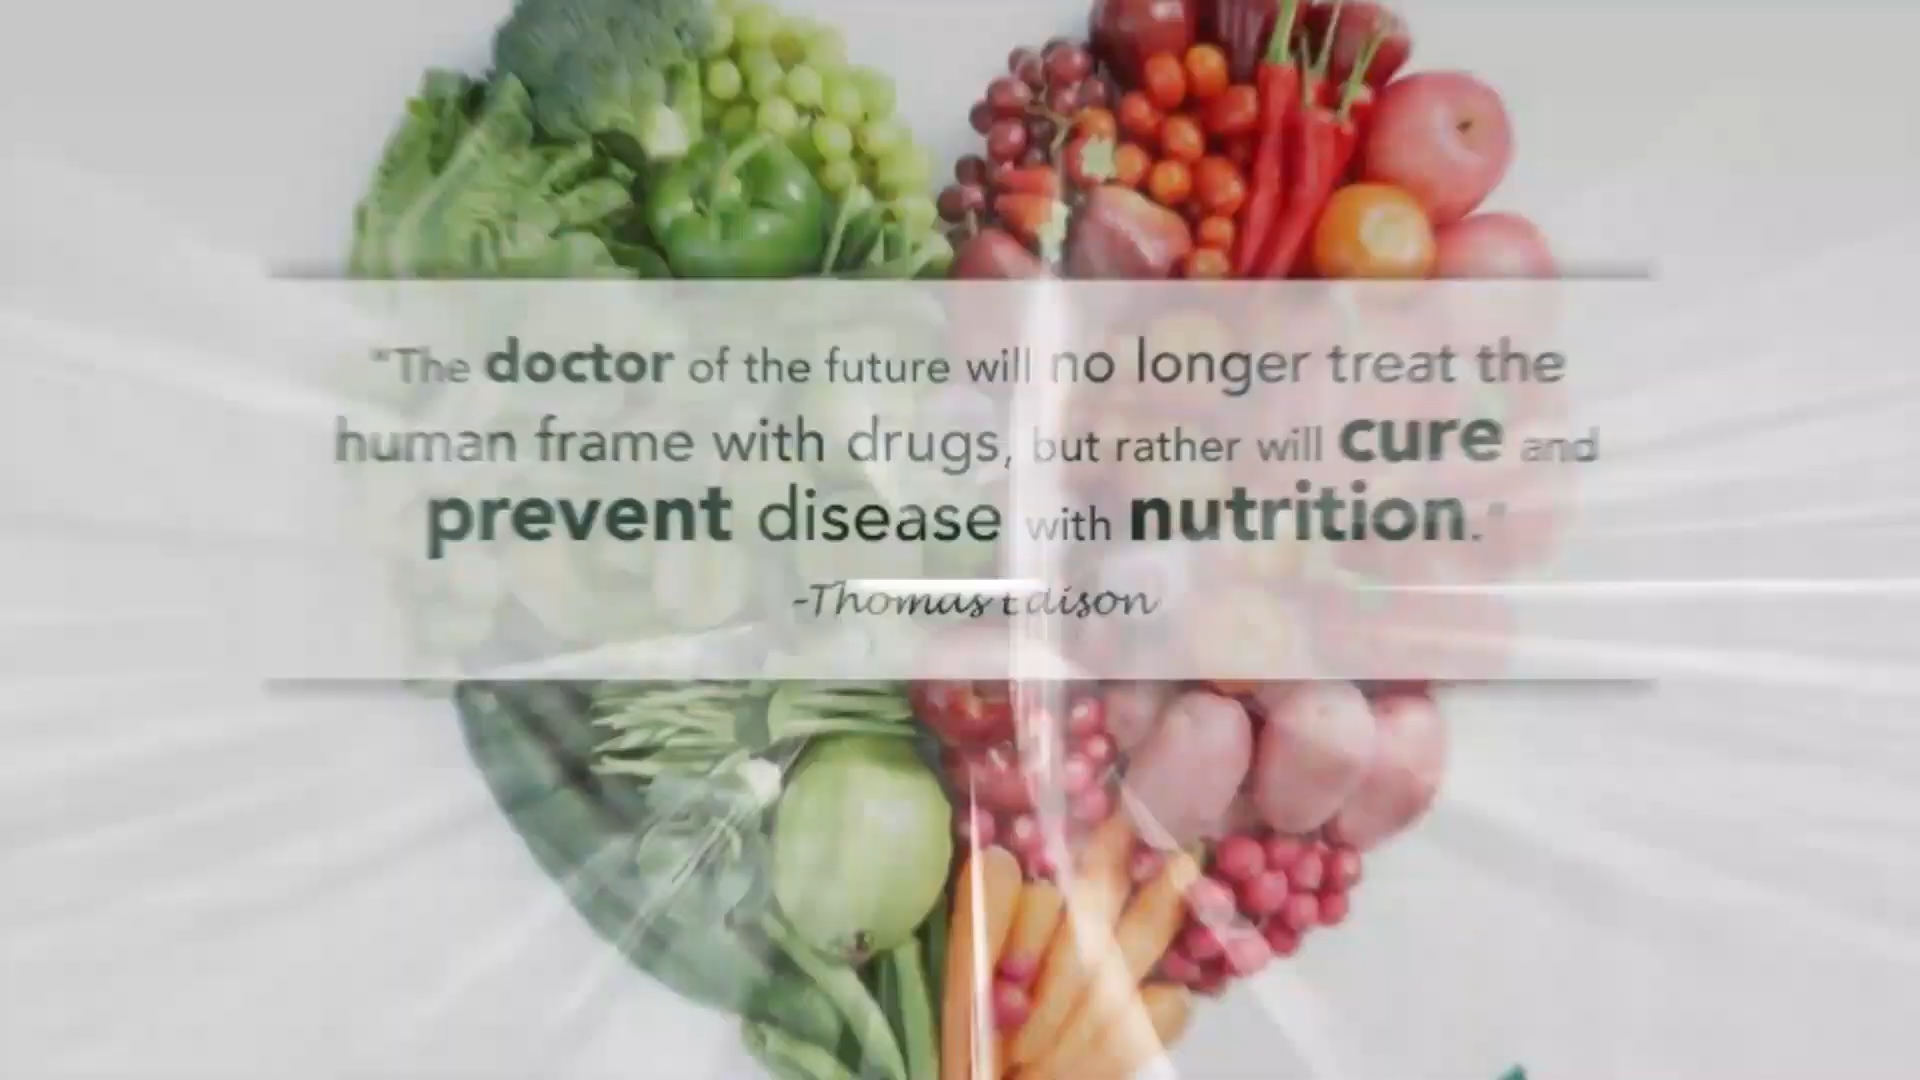 "The doctor of the future will no longer treat the
human frame with drugs, but rather will cure and
prevent disease with nutrition."
-Thomas Edison